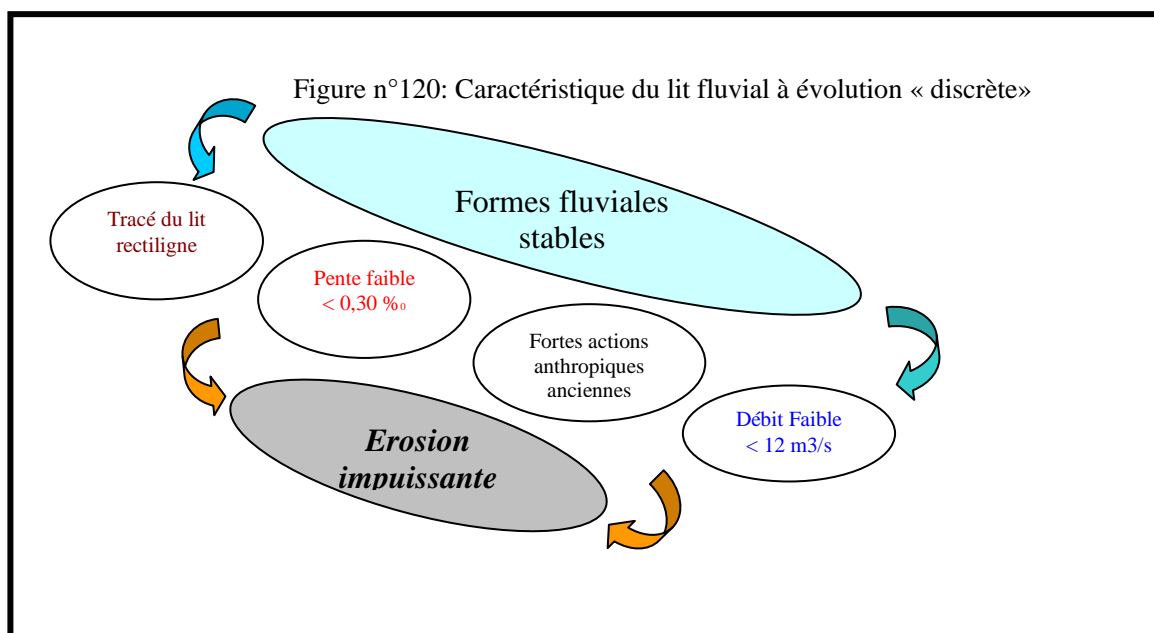 Figure n°120: Caractéristique du lit fluvial à évolution « discrète»
Formes fluviales
stables
Tracé du lit
rectiligne
Pente faible
< 0,30 %₀
Fortes actions
anthropiques
anciennes
Débit Faible
< 12 m3/s
Erosion
impuissante